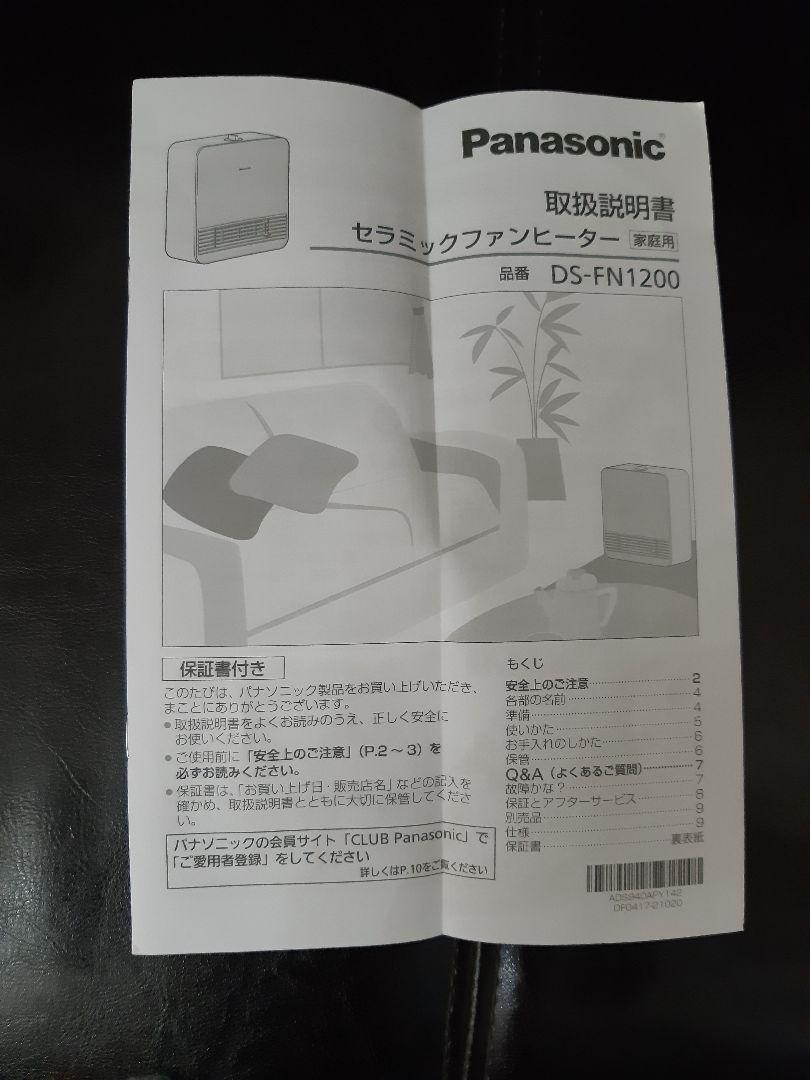 Panasonic
取扱説明書
セラミックファンヒーター 家庭用
品番 DS-FN1200
保証書付き
このたびは、パナソニック製品をお買い上げいただき、
まことにありがとうございます。
●取扱説明書をよくお読みのうえ、正しく安全に
お使いください。
●ご使用前に「安全上のご注意」(P.2～3)を
必ずお読みください。
●保証書は、「お買い上げ日・販売店名」などの記入を
確かめ、取扱説明書とともに大切に保管してくださ
い。
パナソニックの会員サイト「CLUB Panasonic」で
「ご愛用者登録」をしてください
詳しくはP.10をご覧ください
もくじ
安全上のご注意 2
各部の名前 4
準備 4
使いかた 5
お手入れのしかた 6
保管 6
Q&A(よくあるご質問) 7
故障かな? 7
保証とアフターサービス 8
別売品 9
仕様 9
保証書 裏表紙
ADS940APY142
DF0417-21020